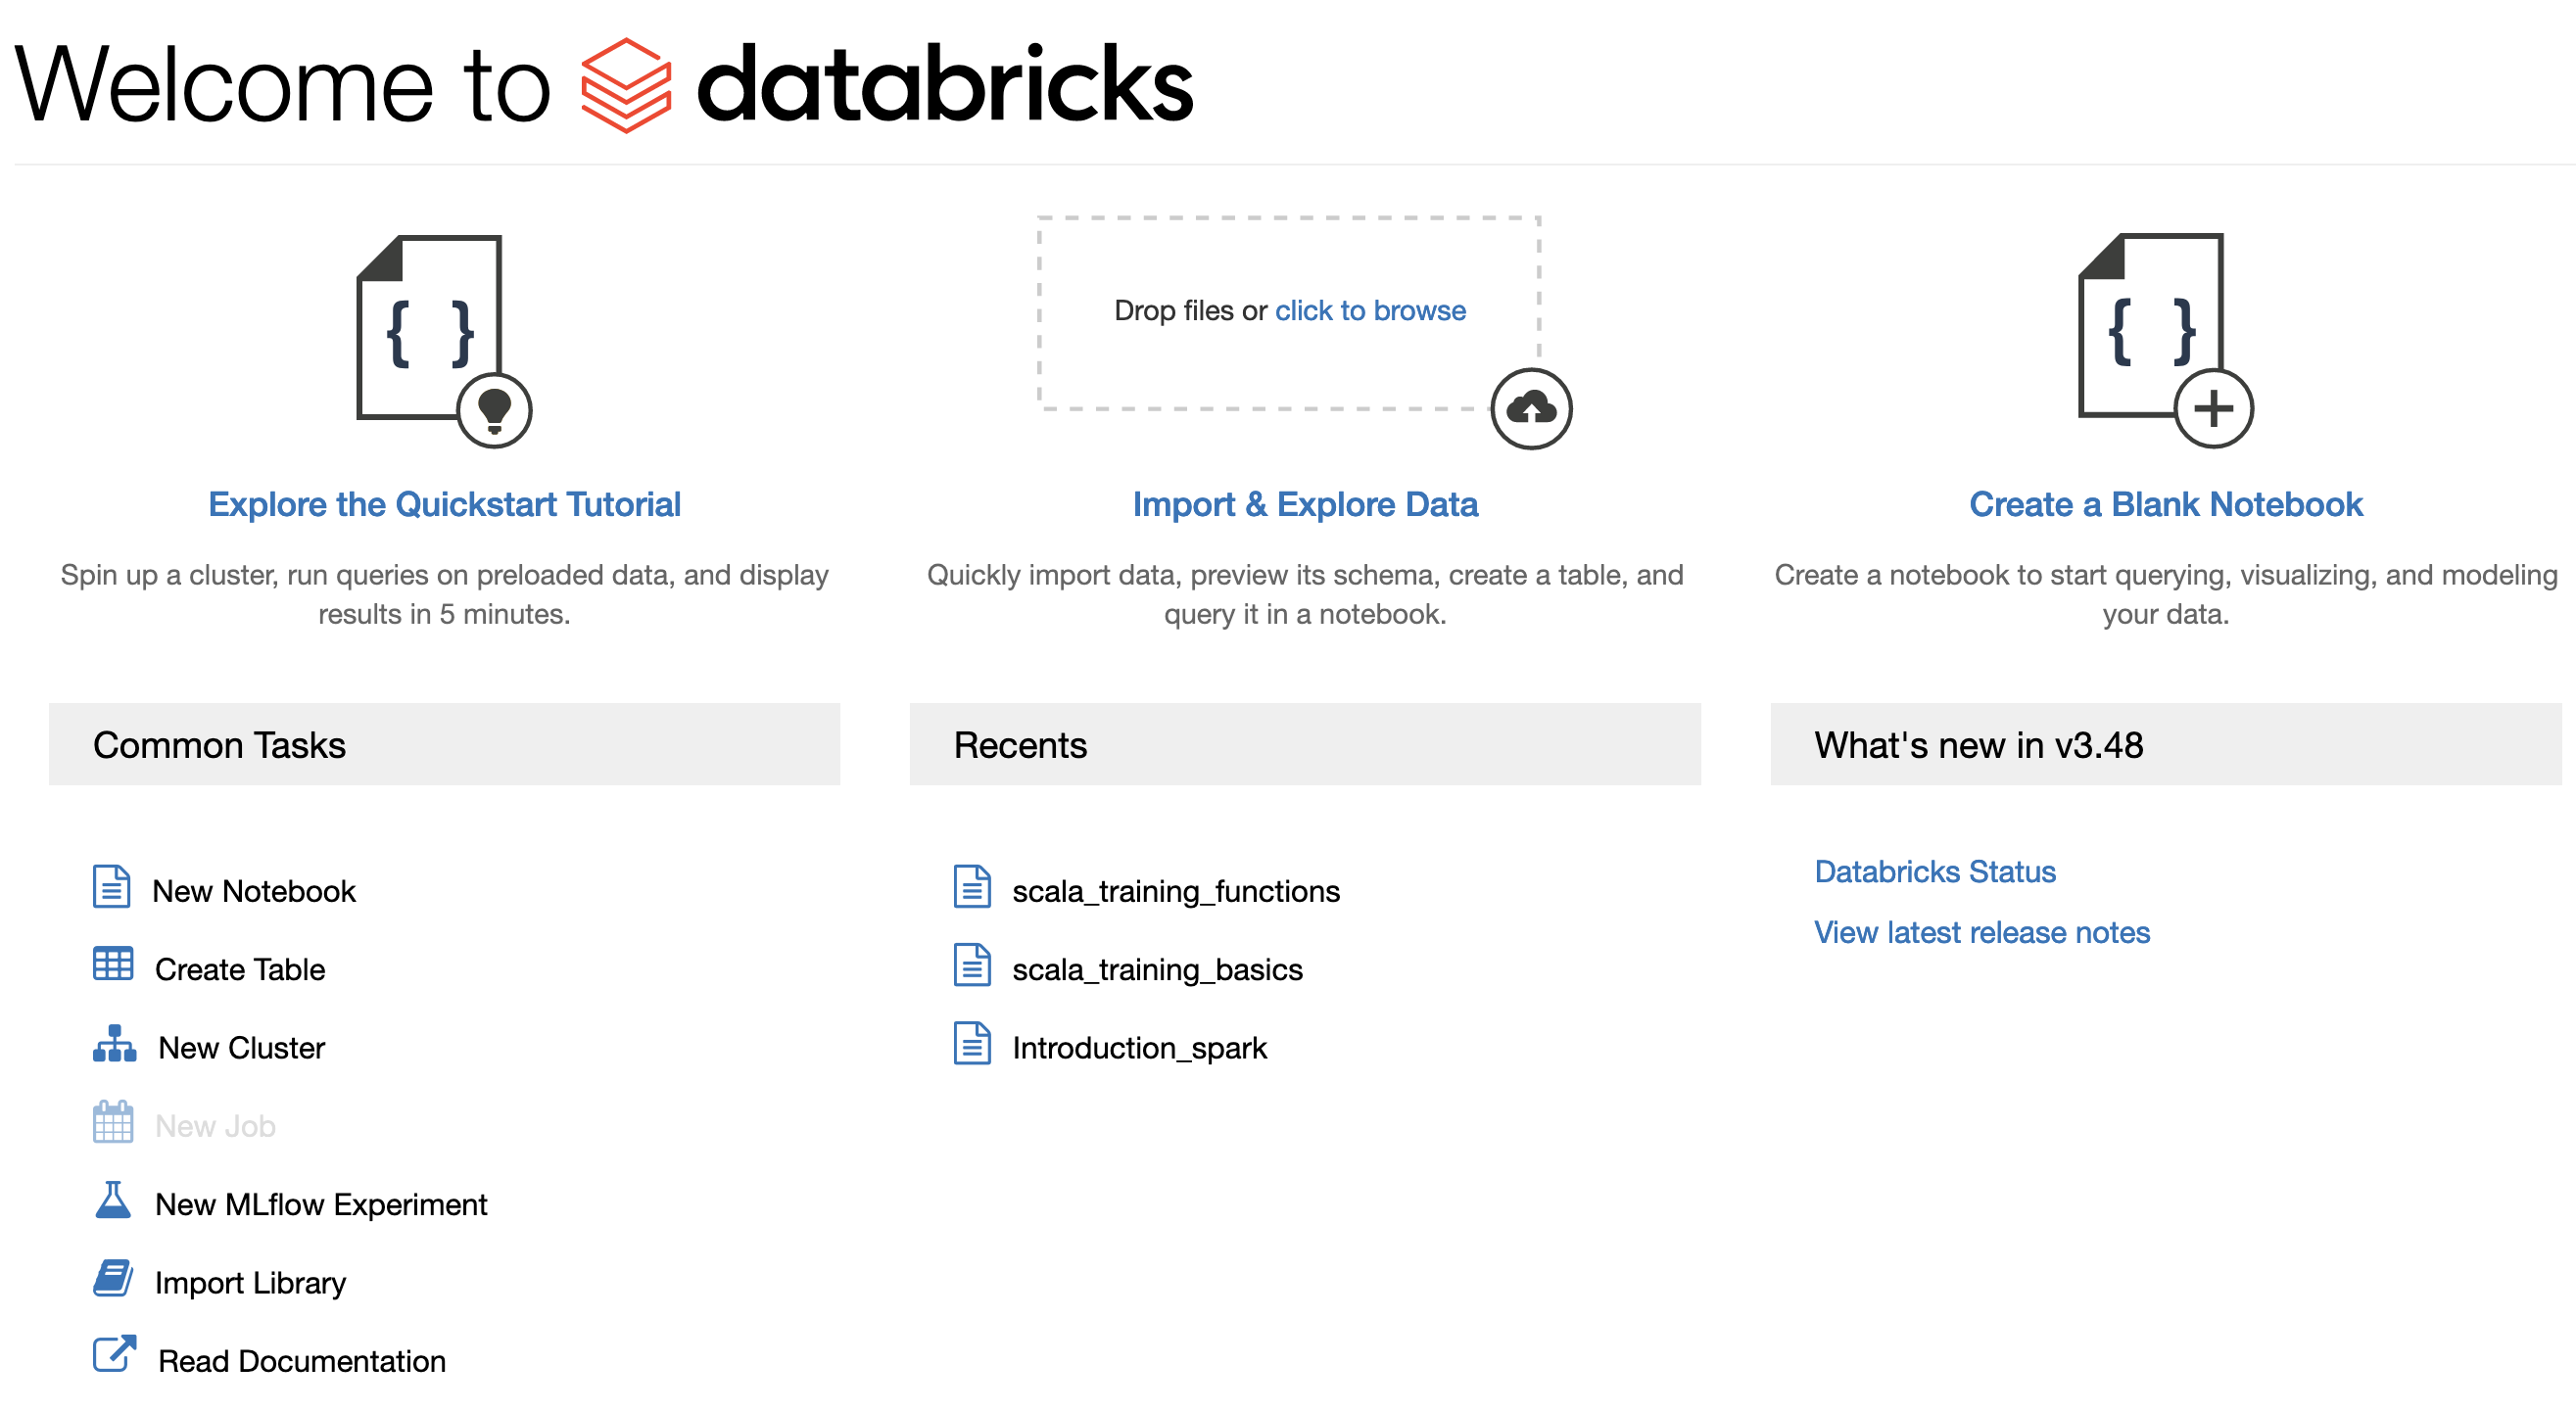 Welcome to databricks
{ }
Drop files or click to browse
{ }
Explore the Quickstart Tutorial
Spin up a cluster, run queries on preloaded data, and display
results in 5 minutes.
Import & Explore Data
Quickly import data, preview its schema, create a table, and
query it in a notebook.
Create a Blank Notebook
Create a notebook to start querying, visualizing, and modeling
your data.
Common Tasks
New Notebook
Create Table
New Cluster
New Job
New MLflow Experiment
Import Library
Read Documentation
Recents
scala_training_functions
scala_training_basics
Introduction_spark
What's new in v3.48
Databricks Status
View latest release notes